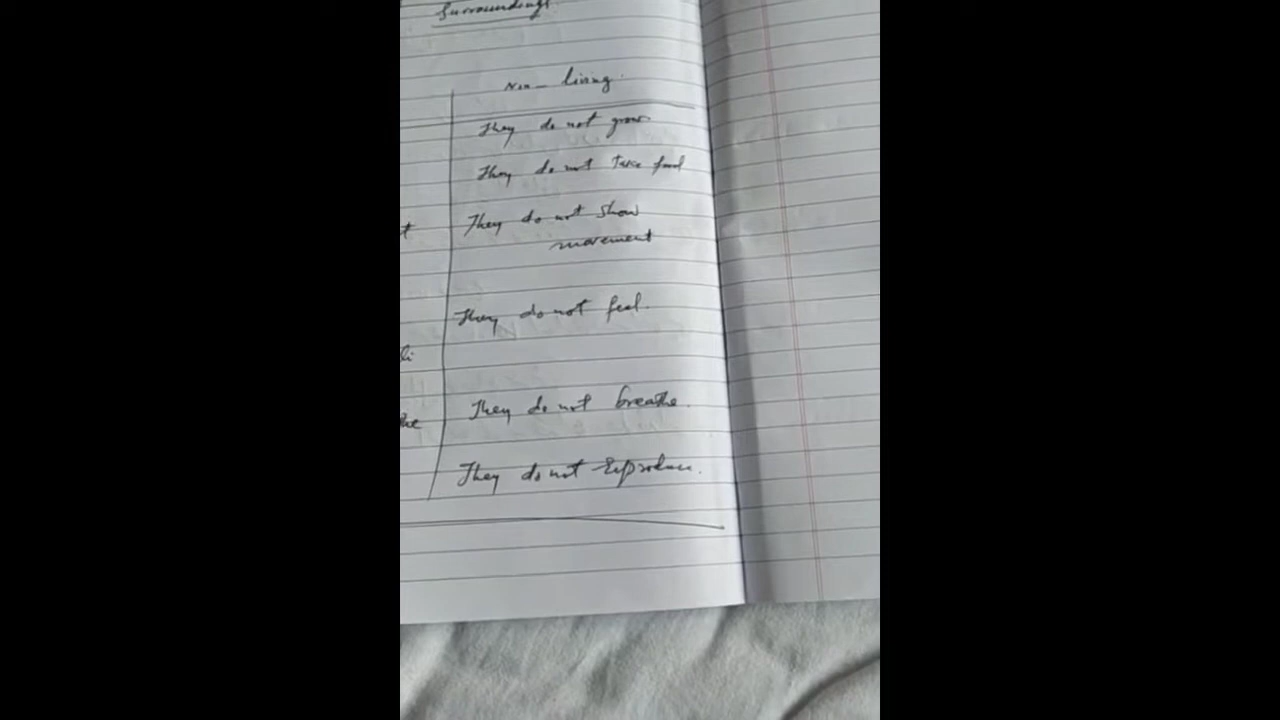 Surroundings
Non-living.
They do not grow.
They do not take food
t They do not show
movement
They do not feel.
They do not breathe.
They do not reproduce.